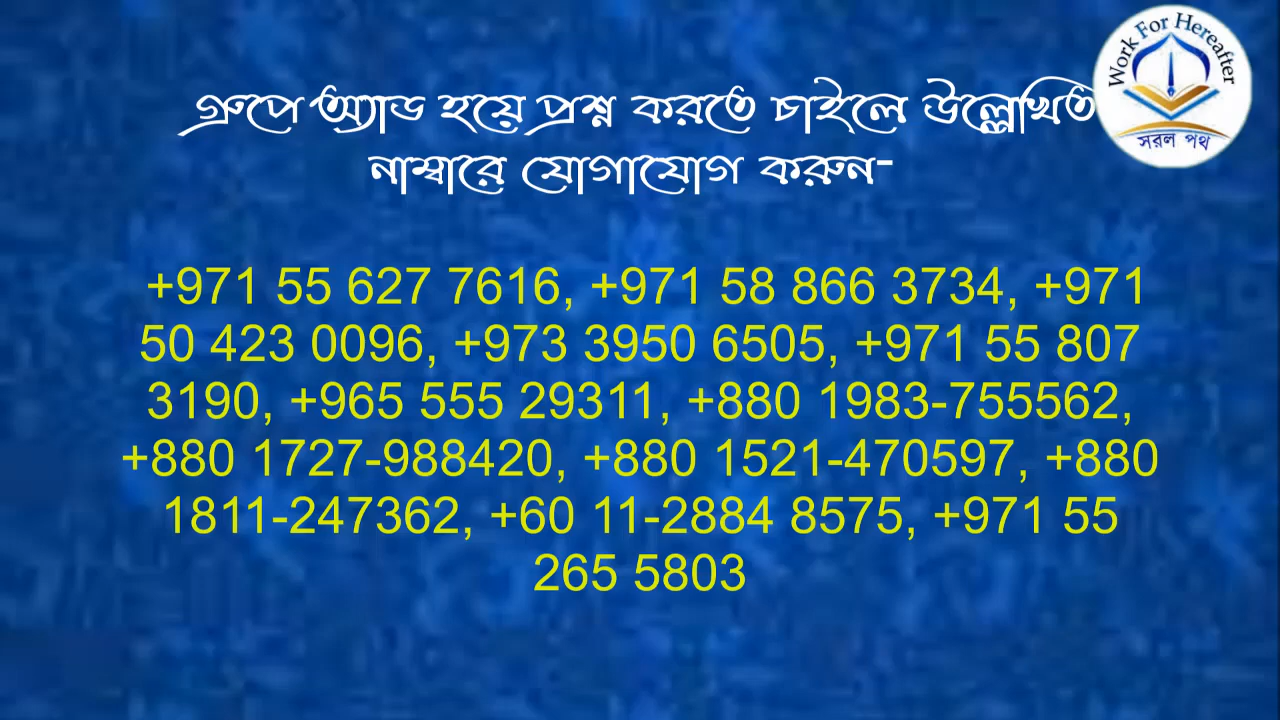 Work For Hereafter
সরল পথ
গ্রুপে অ্যাড হয়ে প্রশ্ন করতে চাইলে উল্লেখিত
নাম্বারে যোগাযোগ করুন-
+971 55 627 7616, +971 58 866 3734, +971
50 423 0096, +973 3950 6505, +971 55 807
3190, +965 555 29311, +880 1983-755562,
+880 1727-988420, +880 1521-470597, +880
1811-247362, +60 11-2884 8575, +971 55
265 5803